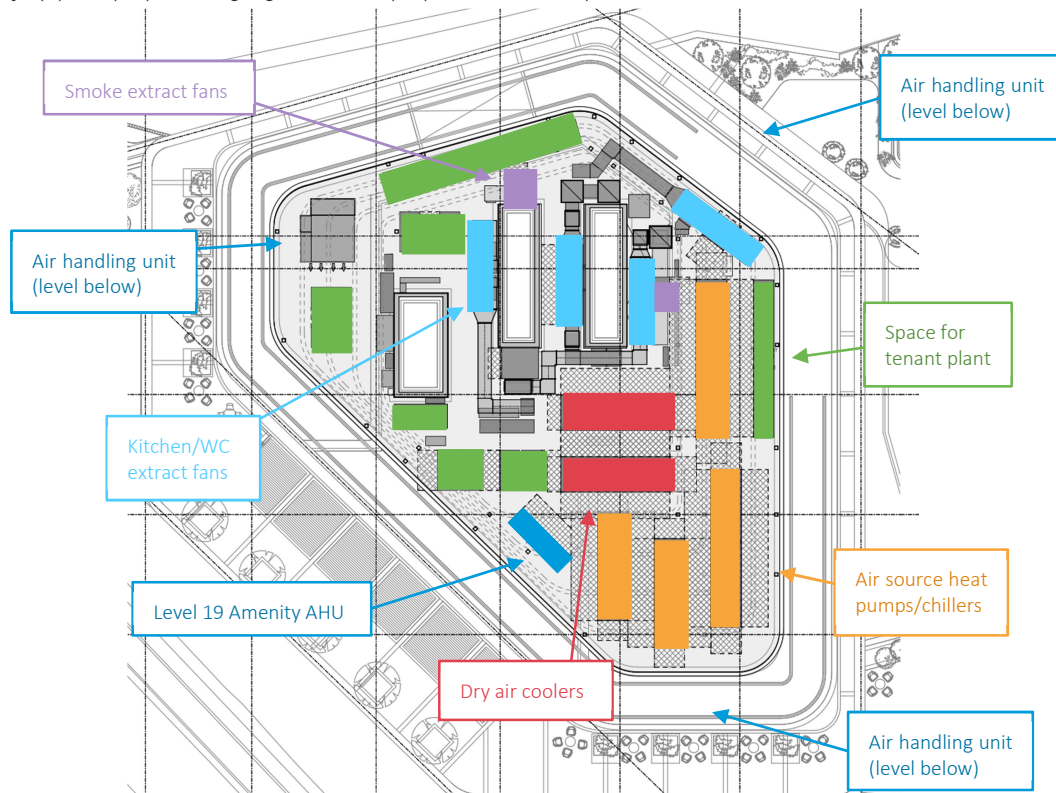 Smoke extract fans
Air handling unit
(level below)
Air handling unit
(level below)
Space for
tenant plant
Kitchen/WC
extract fans
Air source heat
pumps/chillers
Level 19 Amenity AHU
Dry air coolers
Air handling unit
(level below)